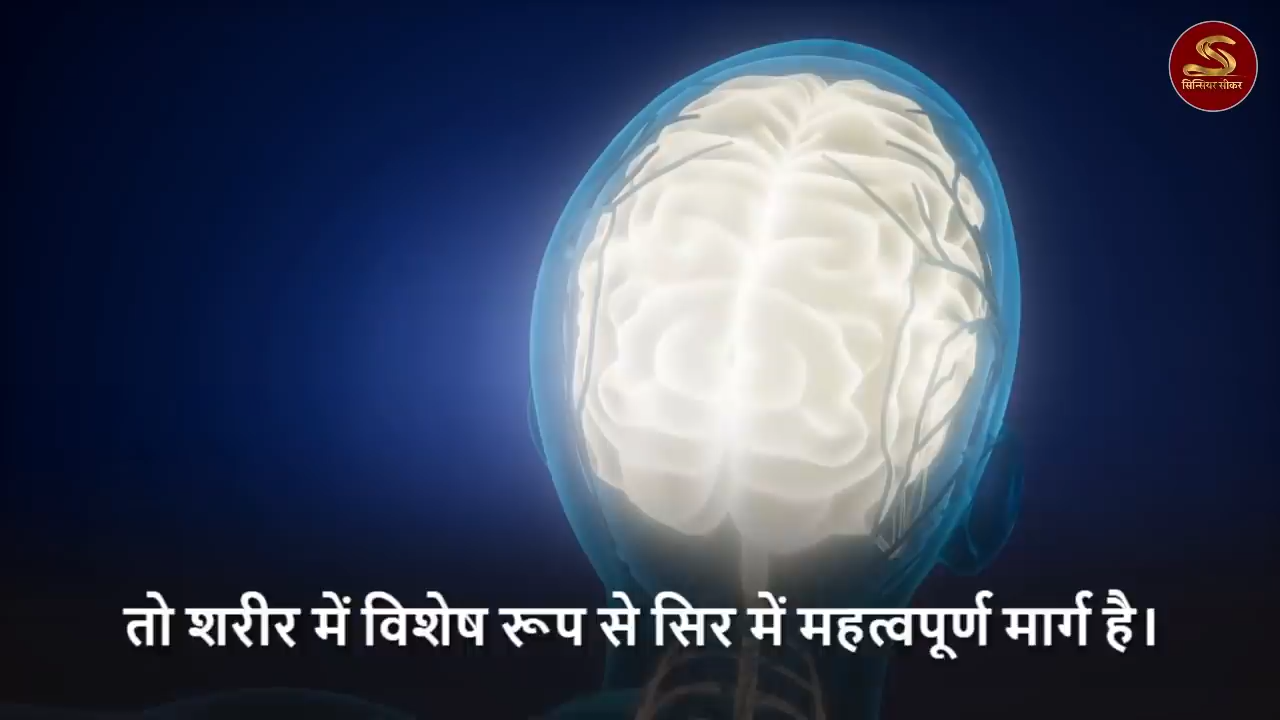 सिन्सियर सीकर
तो शरीर में विशेष रूप से सिर में महत्वपूर्ण मार्ग है।